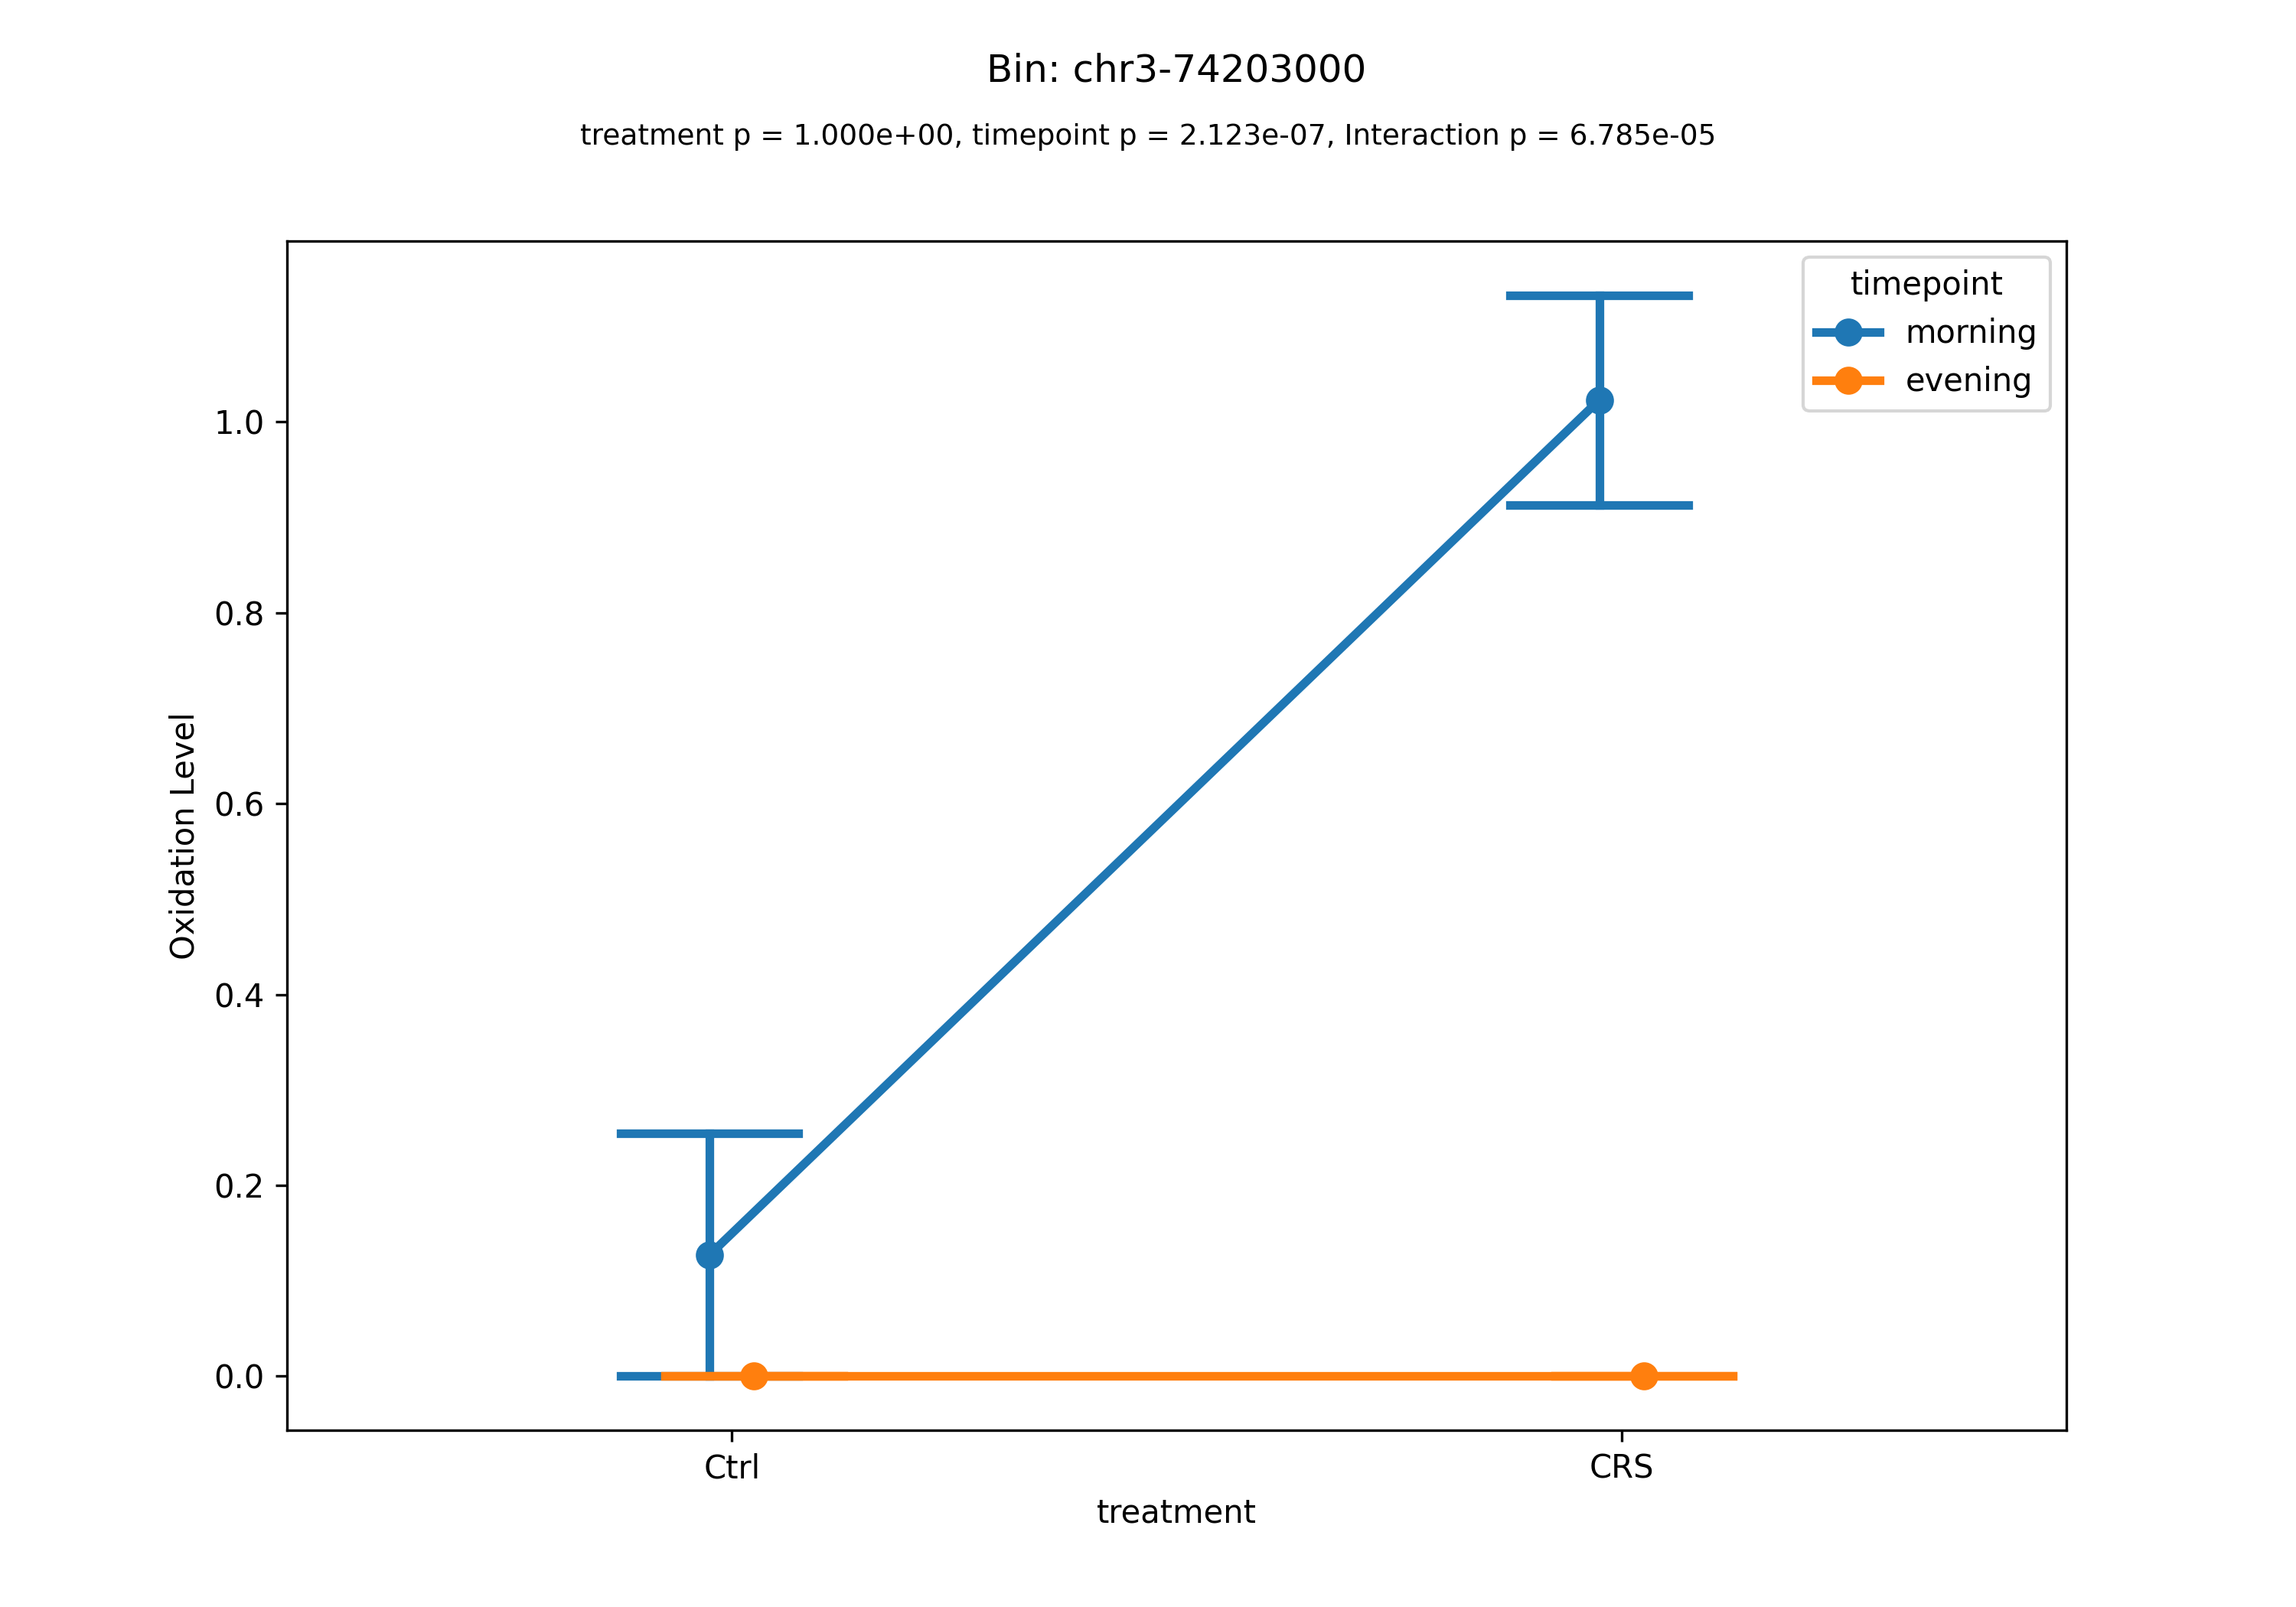 Bin: chr3-74203000
treatment p = 1.000e+00, timepoint p = 2.123e-07, Interaction p = 6.785e-05
timepoint
morning
evening
1.0
0.8
0.6
0.4
0.2
0.0
Oxidation Level
Ctrl
CRS
treatment